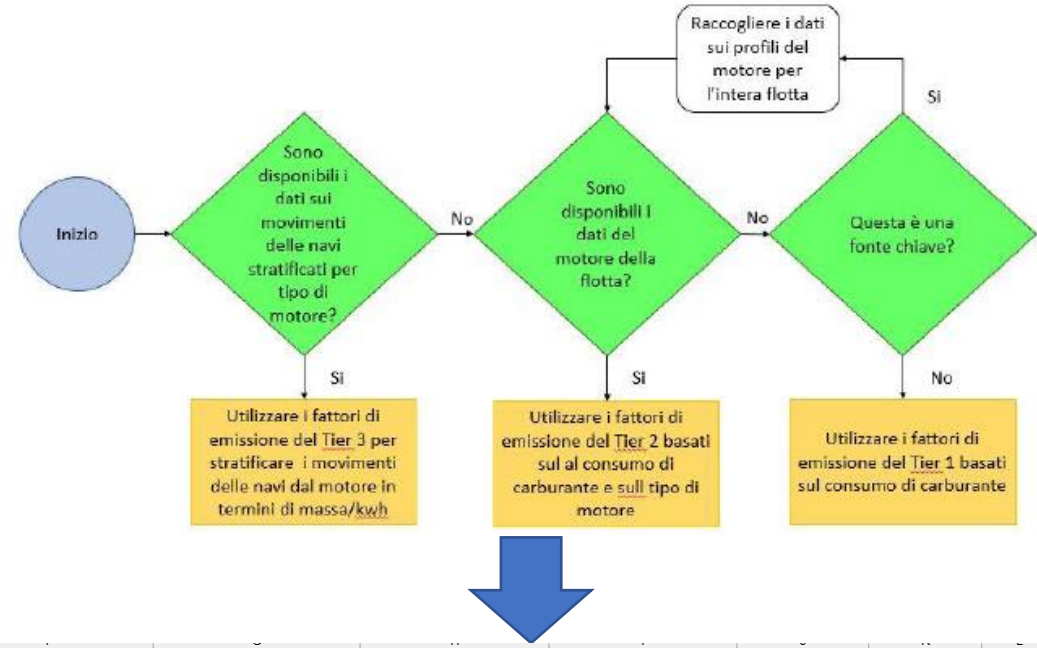 Raccogliere i dati
sui profili del
motore per
l'intera flotta
Si
Inizio
Sono
disponibili i
dati sui
movimenti
delle navi
stratificati per
tipo di
motore?
No
Sono
disponibili i
dati del
motore della
flotta?
No
Questa è una
fonte chiave?
Si
Si
No
Utilizzare i fattori di
emissione del Tier 3 per
stratificare i movimenti
delle navi dal motore in
termini di massa/kwh
Utilizzare i fattori di
emissione del Tier 2 basati
sul al consumo di
carburante e sull tipo di
motore
Utilizzare i fattori di
emissione del Tier 1 basati
sul consumo di carburante